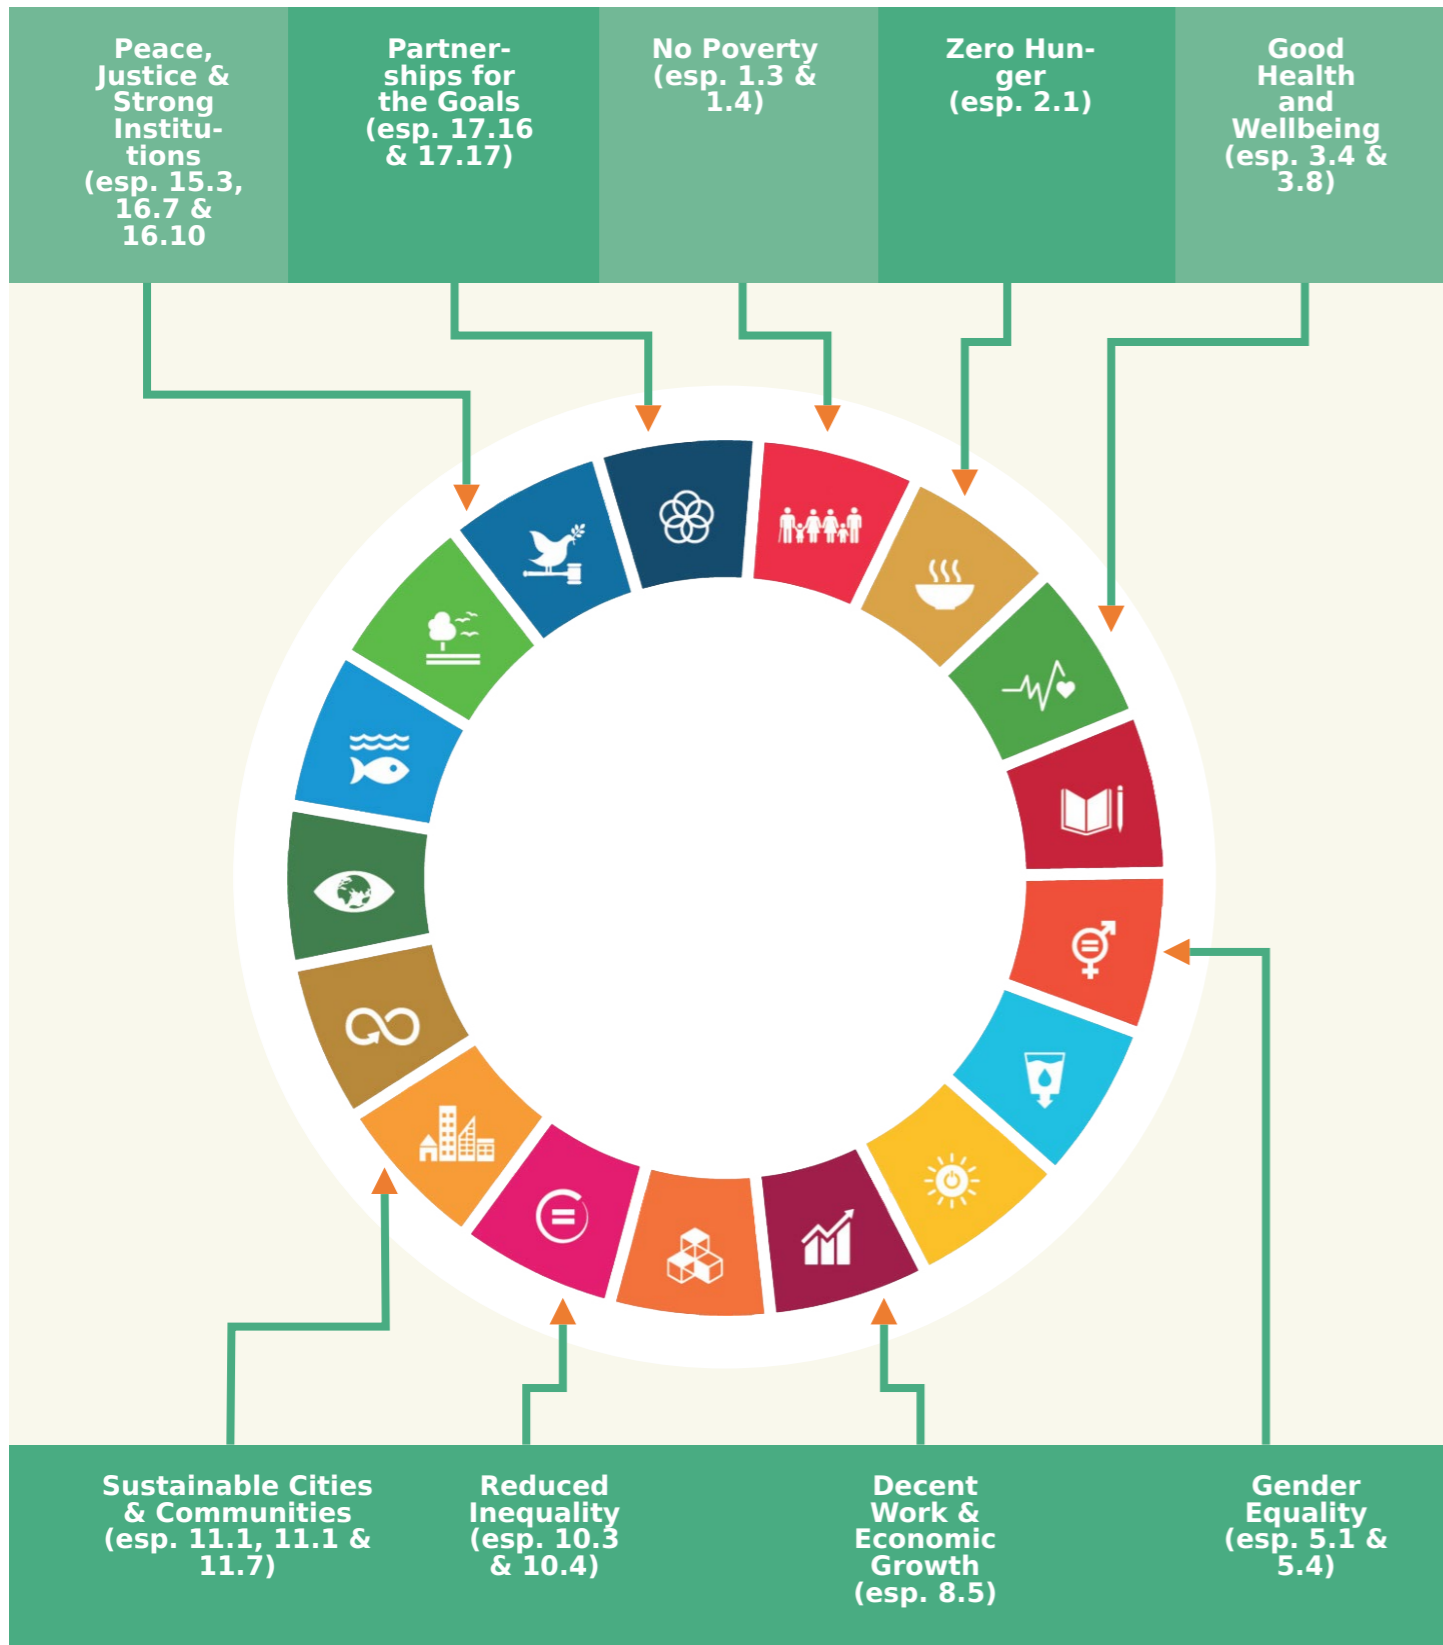 Peace,
Justice &
Strong
Institu-
tions
(esp. 15.3,
16.7 &
16.10
Partner-
ships for
the Goals
(esp. 17.16
& 17.17)
No Poverty
(esp. 1.3 &
1.4)
Zero Hun-
ger
(esp. 2.1)
Good
Health
and
Wellbeing
(esp. 3.4 &
3.8)
Sustainable Cities
& Communities
(esp. 11.1, 11.1 &
11.7)
Reduced
Inequality
(esp. 10.3
& 10.4)
Decent
Work &
Economic
Growth
(esp. 8.5)
Gender
Equality
(esp. 5.1 &
5.4)